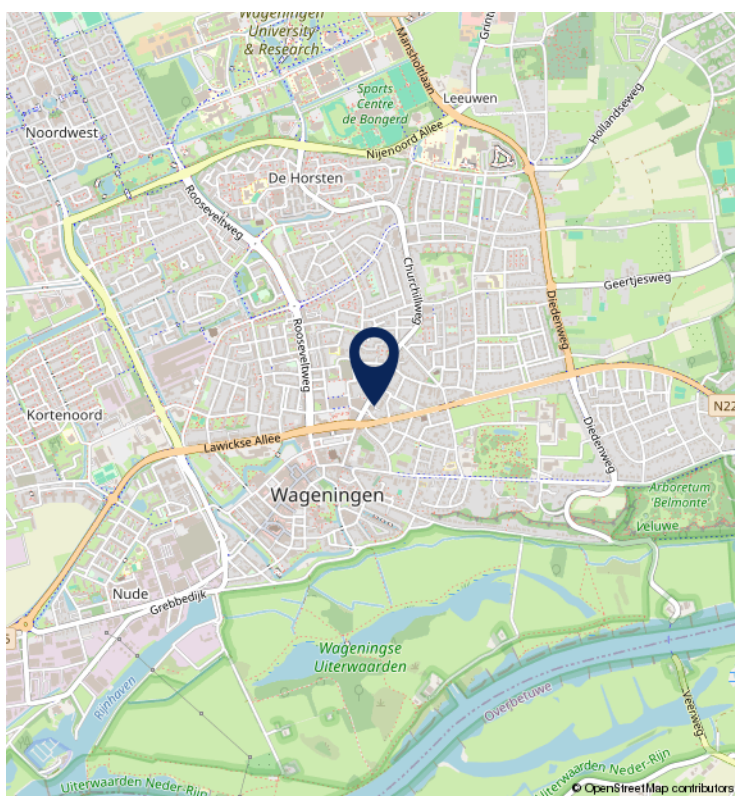 Wageningen
University
& Research
Mansholtlaan
Sports
Centre
de Bongerd
Leeuwen
Hollandseweg
Noordwest
Nijenoord Allee
De Horsten
Rooseveltweg
Churchillweg
Geertjesweg
Diedenweg
Rooseveltweg
Kortenoord
N22
Lawickse Allee
Diedenweg
Wageningen
Arboretum
'Belmonte'
Veluwe
Nude
Grebbedijk
Wageningse
Uiterwaarden
Rijnhaven
Overbetuwe
Veerweg
Uiterwaarden Neder-Rijn
Uiterwaarden Neder-Rijn
© OpenStreetMap contributors